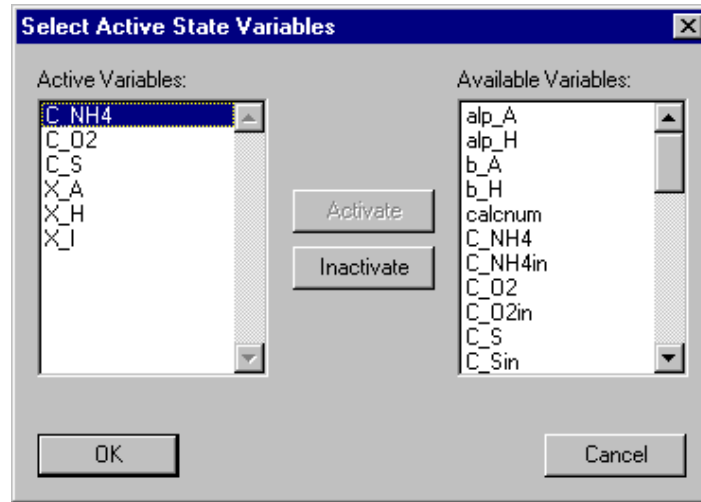 Select Active State Variables
Active Variables:
C_NH4
C_O2
C_S
X_A
X_H
X_I
Activate
Inactivate
Available Variables:
alp_A
alp_H
b_A
b_H
calcnum
C_NH4
C_NH4in
C_O2
C_O2in
C_S
C_Sin
OK
Cancel